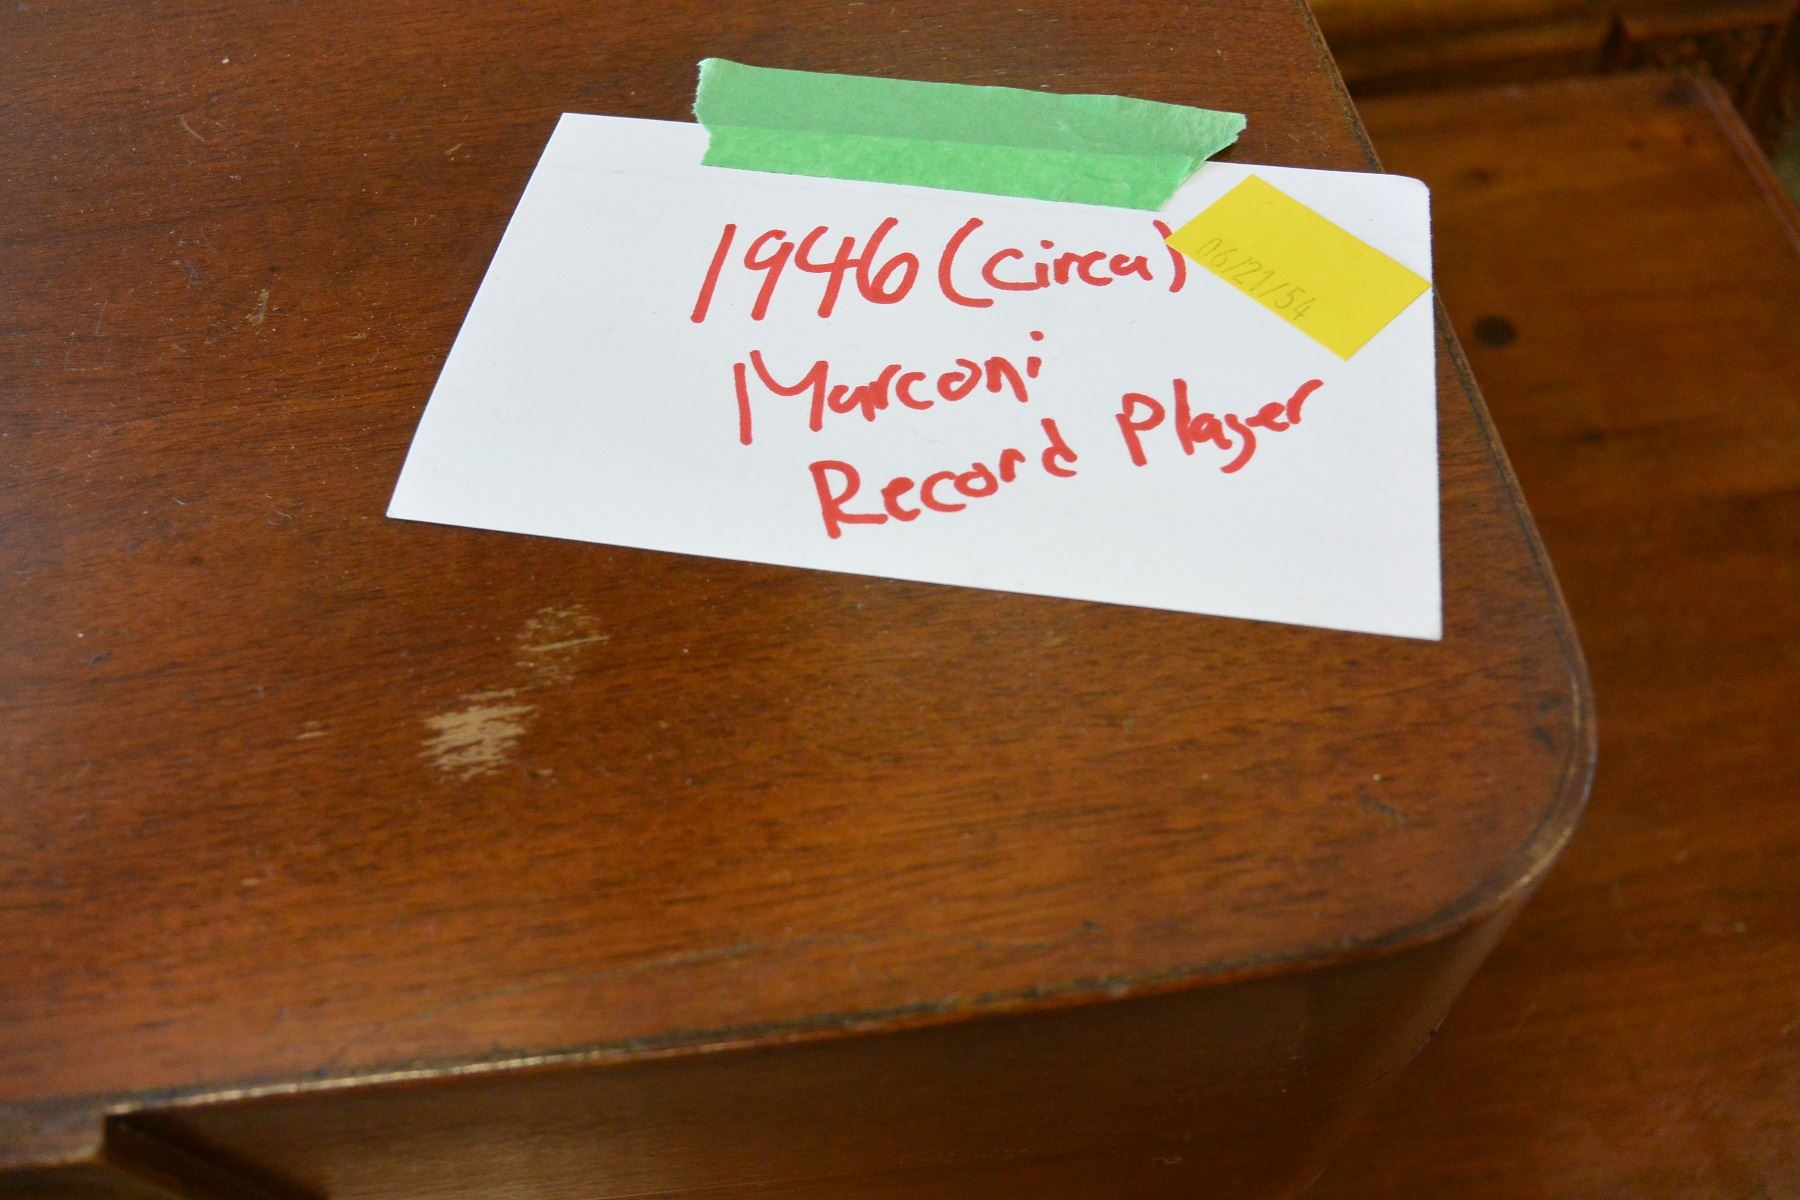 1946 (circa)
06/21/54
Marconi
Record Player